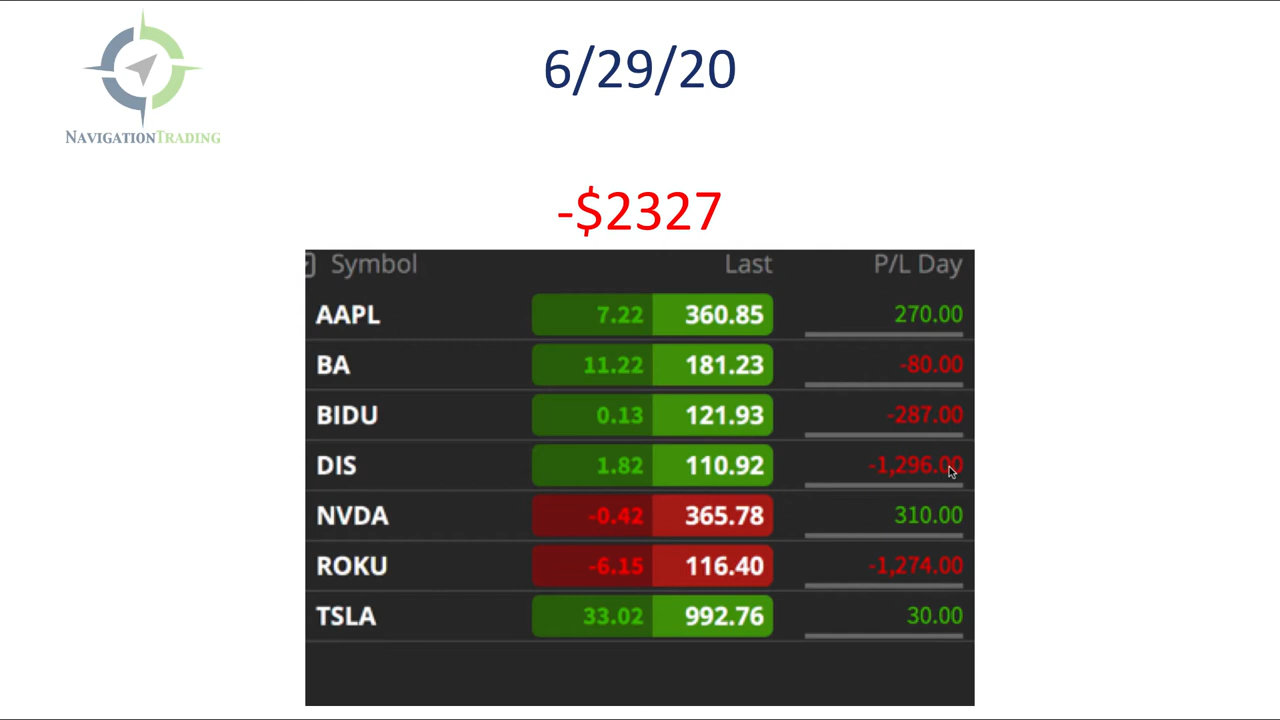 NAVIGATIONTRADING
6/29/20
-$2327
Symbol Last P/L Day
AAPL 7.22 360.85 270.00
BA 11.22 181.23 -80.00
BIDU 0.13 121.93 -287.00
DIS 1.82 110.92 -1,296.00
NVDA -0.42 365.78 310.00
ROKU -6.15 116.40 -1,274.00
TSLA 33.02 992.76 30.00